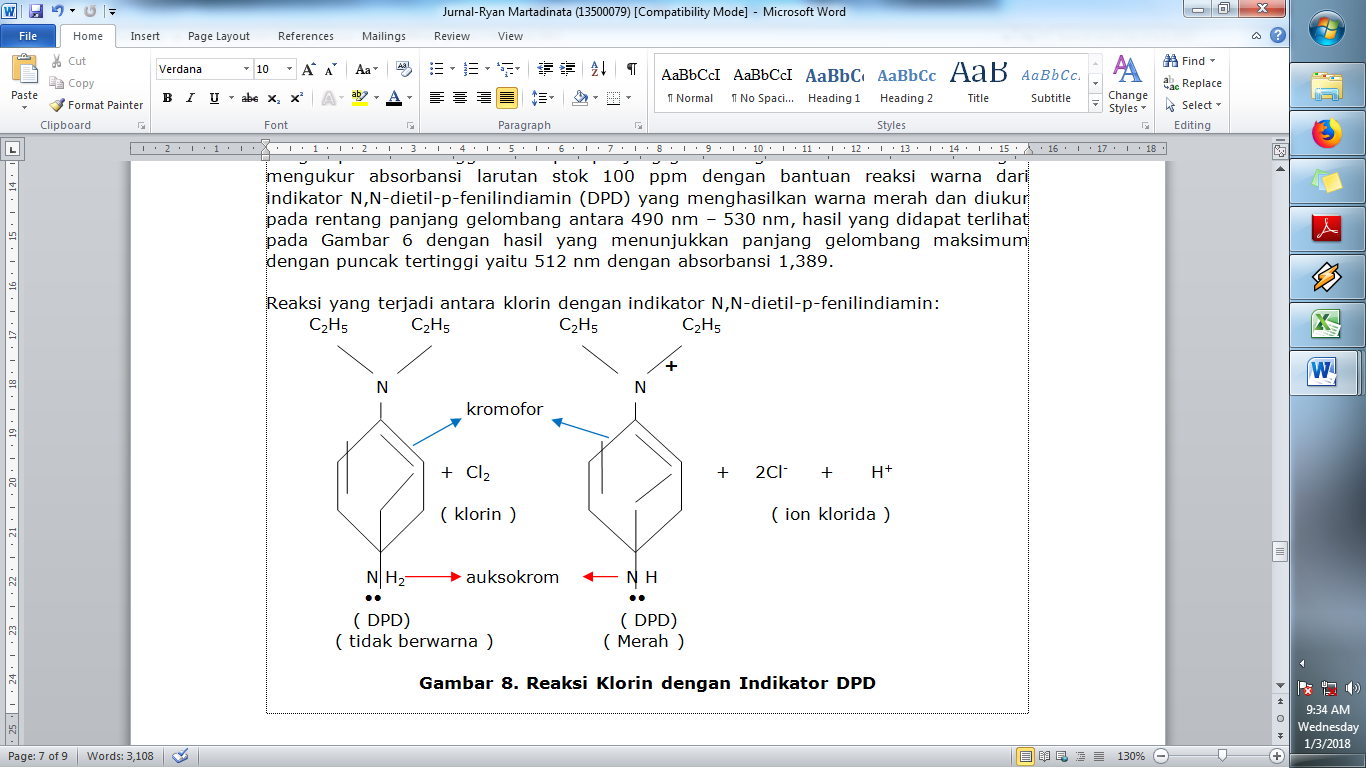 Jurnal-Ryan Martadinata (13500079) [Compatibility Mode] - Microsoft Word
File Home Insert Page Layout References Mailings Review View
Paste
Cut
Copy
Format Painter
Clipboard
Verdana 10
Font
Paragraph
AaBbCcI AaBbCcI AaBbCc AaBbCc AaB AaBbCcI
¶ Normal ¶ No Spaci... Heading 1 Heading 2 Title Subtitle
Change Styles
Styles
Find
Replace
Select
Editing
mengukur absorbansi larutan stok 100 ppm dengan bantuan reaksi warna dari
indikator N,N-dietil-p-fenilindiamin (DPD) yang menghasilkan warna merah dan diukur
pada rentang panjang gelombang antara 490 nm – 530 nm, hasil yang didapat terlihat
pada Gambar 6 dengan hasil yang menunjukkan panjang gelombang maksimum
dengan puncak tertinggi yaitu 512 nm dengan absorbansi 1,389.
Reaksi yang terjadi antara klorin dengan indikator N,N-dietil-p-fenilindiamin:
C2H5 C2H5 C2H5 C2H5
+
N N
kromofor
+ Cl2 + 2Cl- + H+
( klorin ) ( ion klorida )
N H2 auksokrom N H
•• ••
( DPD) ( DPD)
( tidak berwarna ) ( Merah )
Gambar 8. Reaksi Klorin dengan Indikator DPD
Page: 7 of 9 Words: 3,108 130%
9:34 AM
Wednesday
1/3/2018